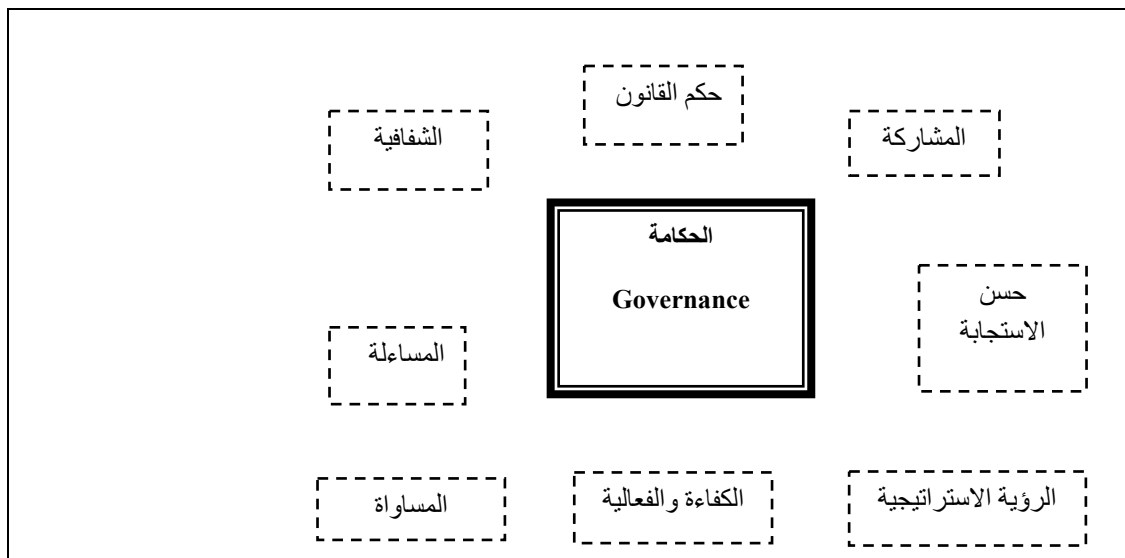 حكم القانون
المشاركة
الشفافية
الحكامة
Governance
حسن
الاستجابة
المساءلة
الرؤية الاستراتيجية
الكفاءة والفعالية
المساواة